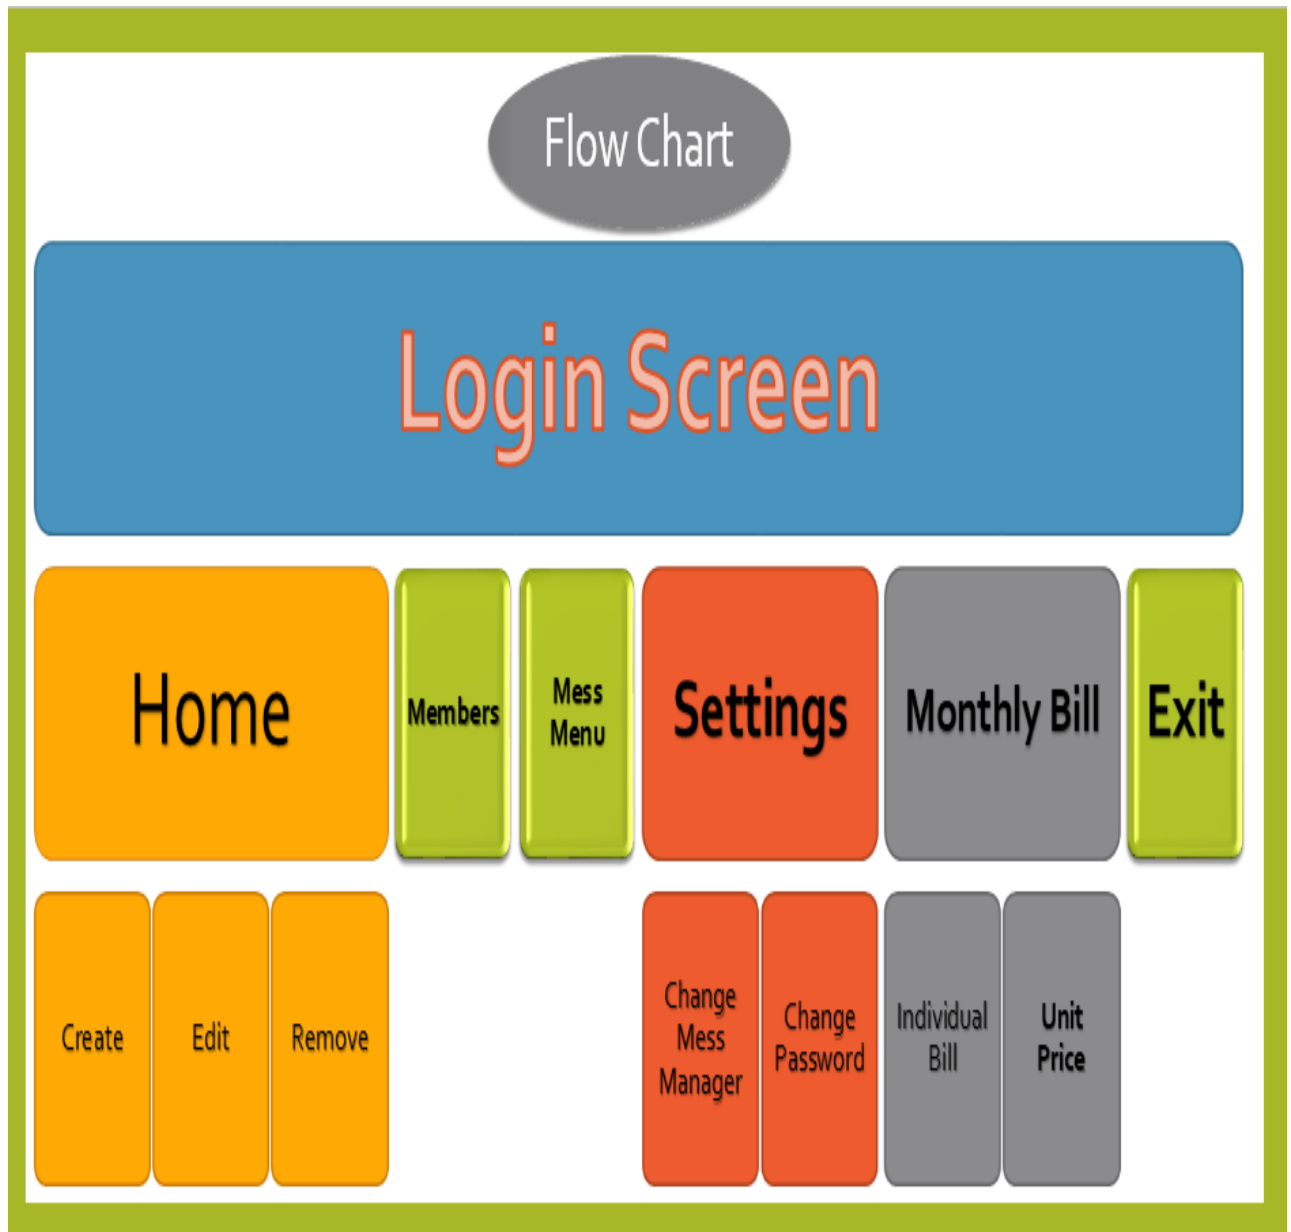 Flow Chart
Login Screen
Home
Members
Mess
Menu
Settings
Monthly Bill
Exit
Create
Edit
Remove
Change
Mess
Manager
Change
Password
Individual
Bill
Unit
Price